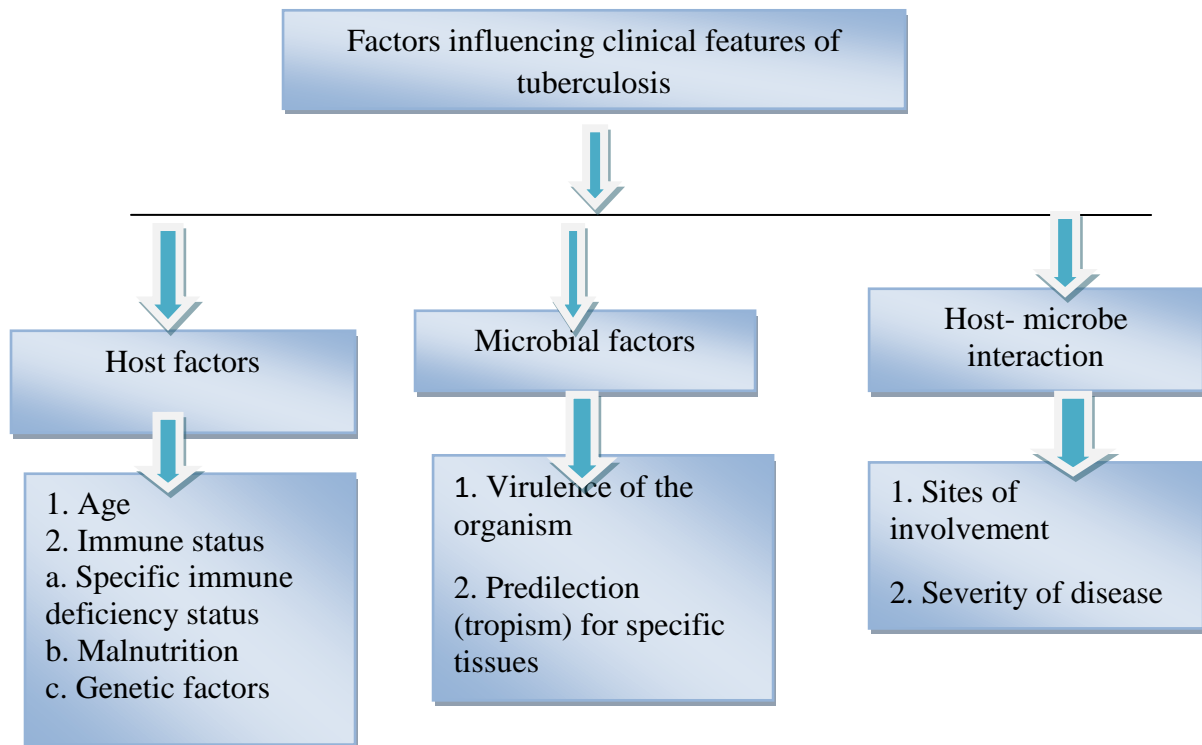 Factors influencing clinical features of
tuberculosis
Host factors
Microbial factors
Host- microbe
interaction
1. Age
2. Immune status
a. Specific immune
deficiency status
b. Malnutrition
c. Genetic factors
1. Virulence of the
organism
2. Predilection
(tropism) for specific
tissues
1. Sites of
involvement
2. Severity of disease